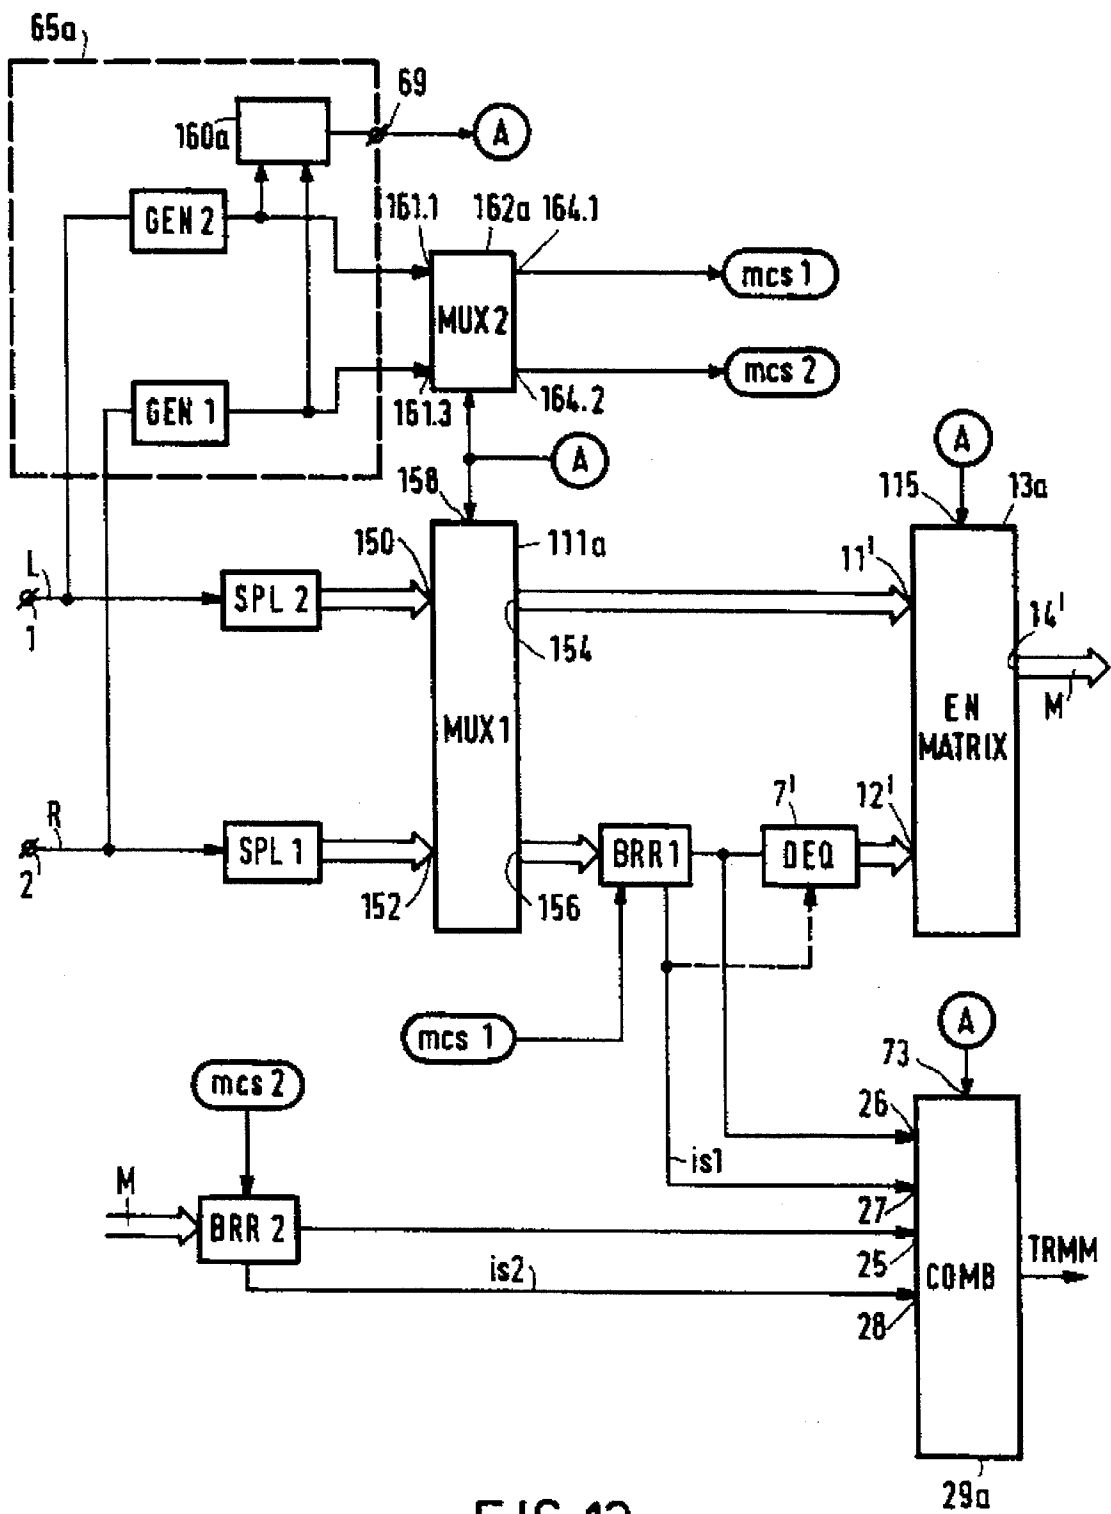 65a
69
A
160a
GEN 2
161.1
162a
164.1
mcs 1
MUX 2
mcs 2
GEN 1
161.3
164.2
A
A
158
115
13a
150
111a
11'
L
SPL 2
1
154
14'
M
MUX 1
EN
MATRIX
R
7'
12'
SPL 1
BRR 1
DEQ
2
152
156
mcs 1
A
mcs 2
73
26
is1
M
27
BRR 2
25
TRMM
is2
COMB
28
29a